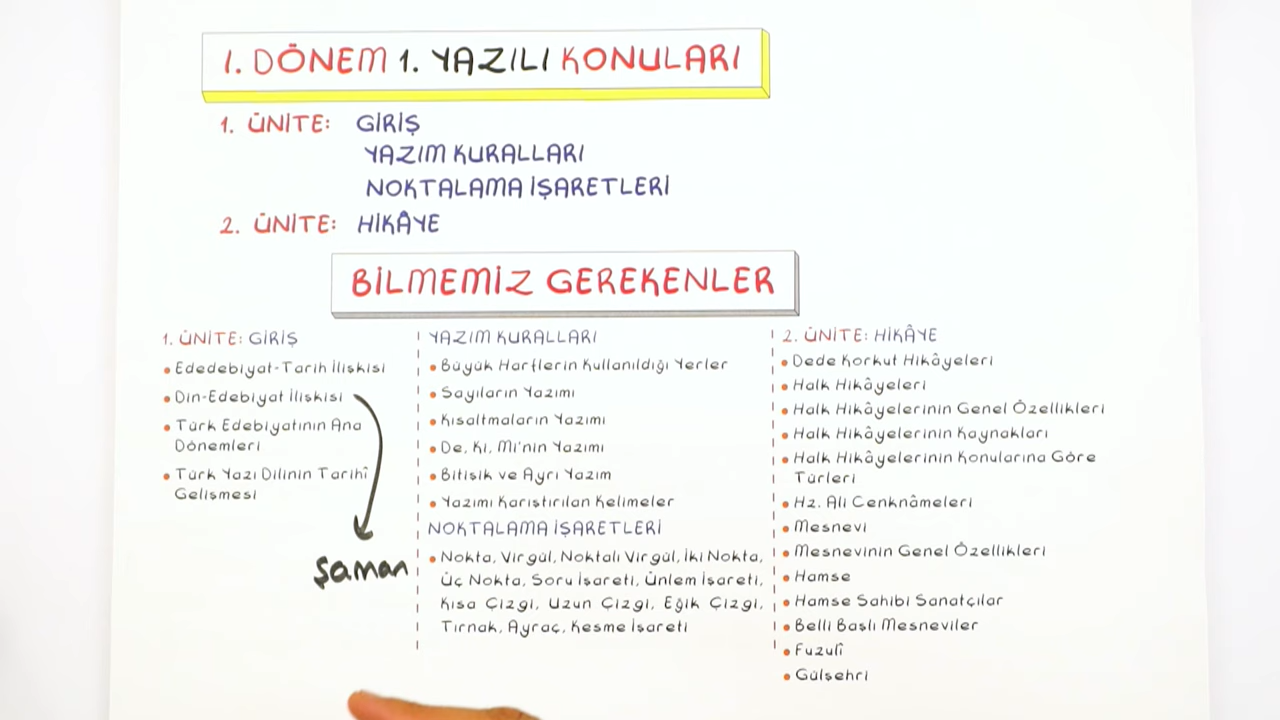 1. DÖNEM 1. YAZILI KONULARI
1. ÜNİTE: GİRİŞ
YAZIM KURALLARI
NOKTALAMA İŞARETLERİ
2. ÜNİTE: HİKÂYE
BİLMEMİZ GEREKENLER
1. ÜNİTE: GİRİŞ
• Ededebiyat-Tarih İlişkisi
• Din-Edebiyat İlişkisi
• Türk Edebiyatının Ana
Dönemleri
• Türk Yazı Dilinin Tarihî
Gelişmesi
şaman
YAZIM KURALLARI
• Büyük Harflerin Kullanıldığı Yerler
• Sayıların Yazımı
• Kısaltmaların Yazımı
• De, Ki, Mi'nin Yazımı
• Bitişik ve Ayrı Yazım
• Yazımı Karıştırılan Kelimeler
NOKTALAMA İŞARETLERİ
• Nokta, Virgül, Noktalı Virgül, İki Nokta,
Üç Nokta, Soru İşareti, Ünlem İşareti,
Kısa Çizgi, Uzun Çizgi, Eğik Çizgi,
Tırnak, Ayraç, Kesme İşareti
2. ÜNİTE: HİKÂYE
• Dede Korkut Hikâyeleri
• Halk Hikâyeleri
• Halk Hikâyelerinin Genel Özellikleri
• Halk Hikâyelerinin Kaynakları
• Halk Hikâyelerinin Konularına Göre
Türleri
• Hz. Ali Cenknâmeleri
• Mesnevi
• Mesnevinin Genel Özellikleri
• Hamse
• Hamse Sahibi Sanatçılar
• Belli Başlı Mesneviler
• Fuzulî
• Gülşehri